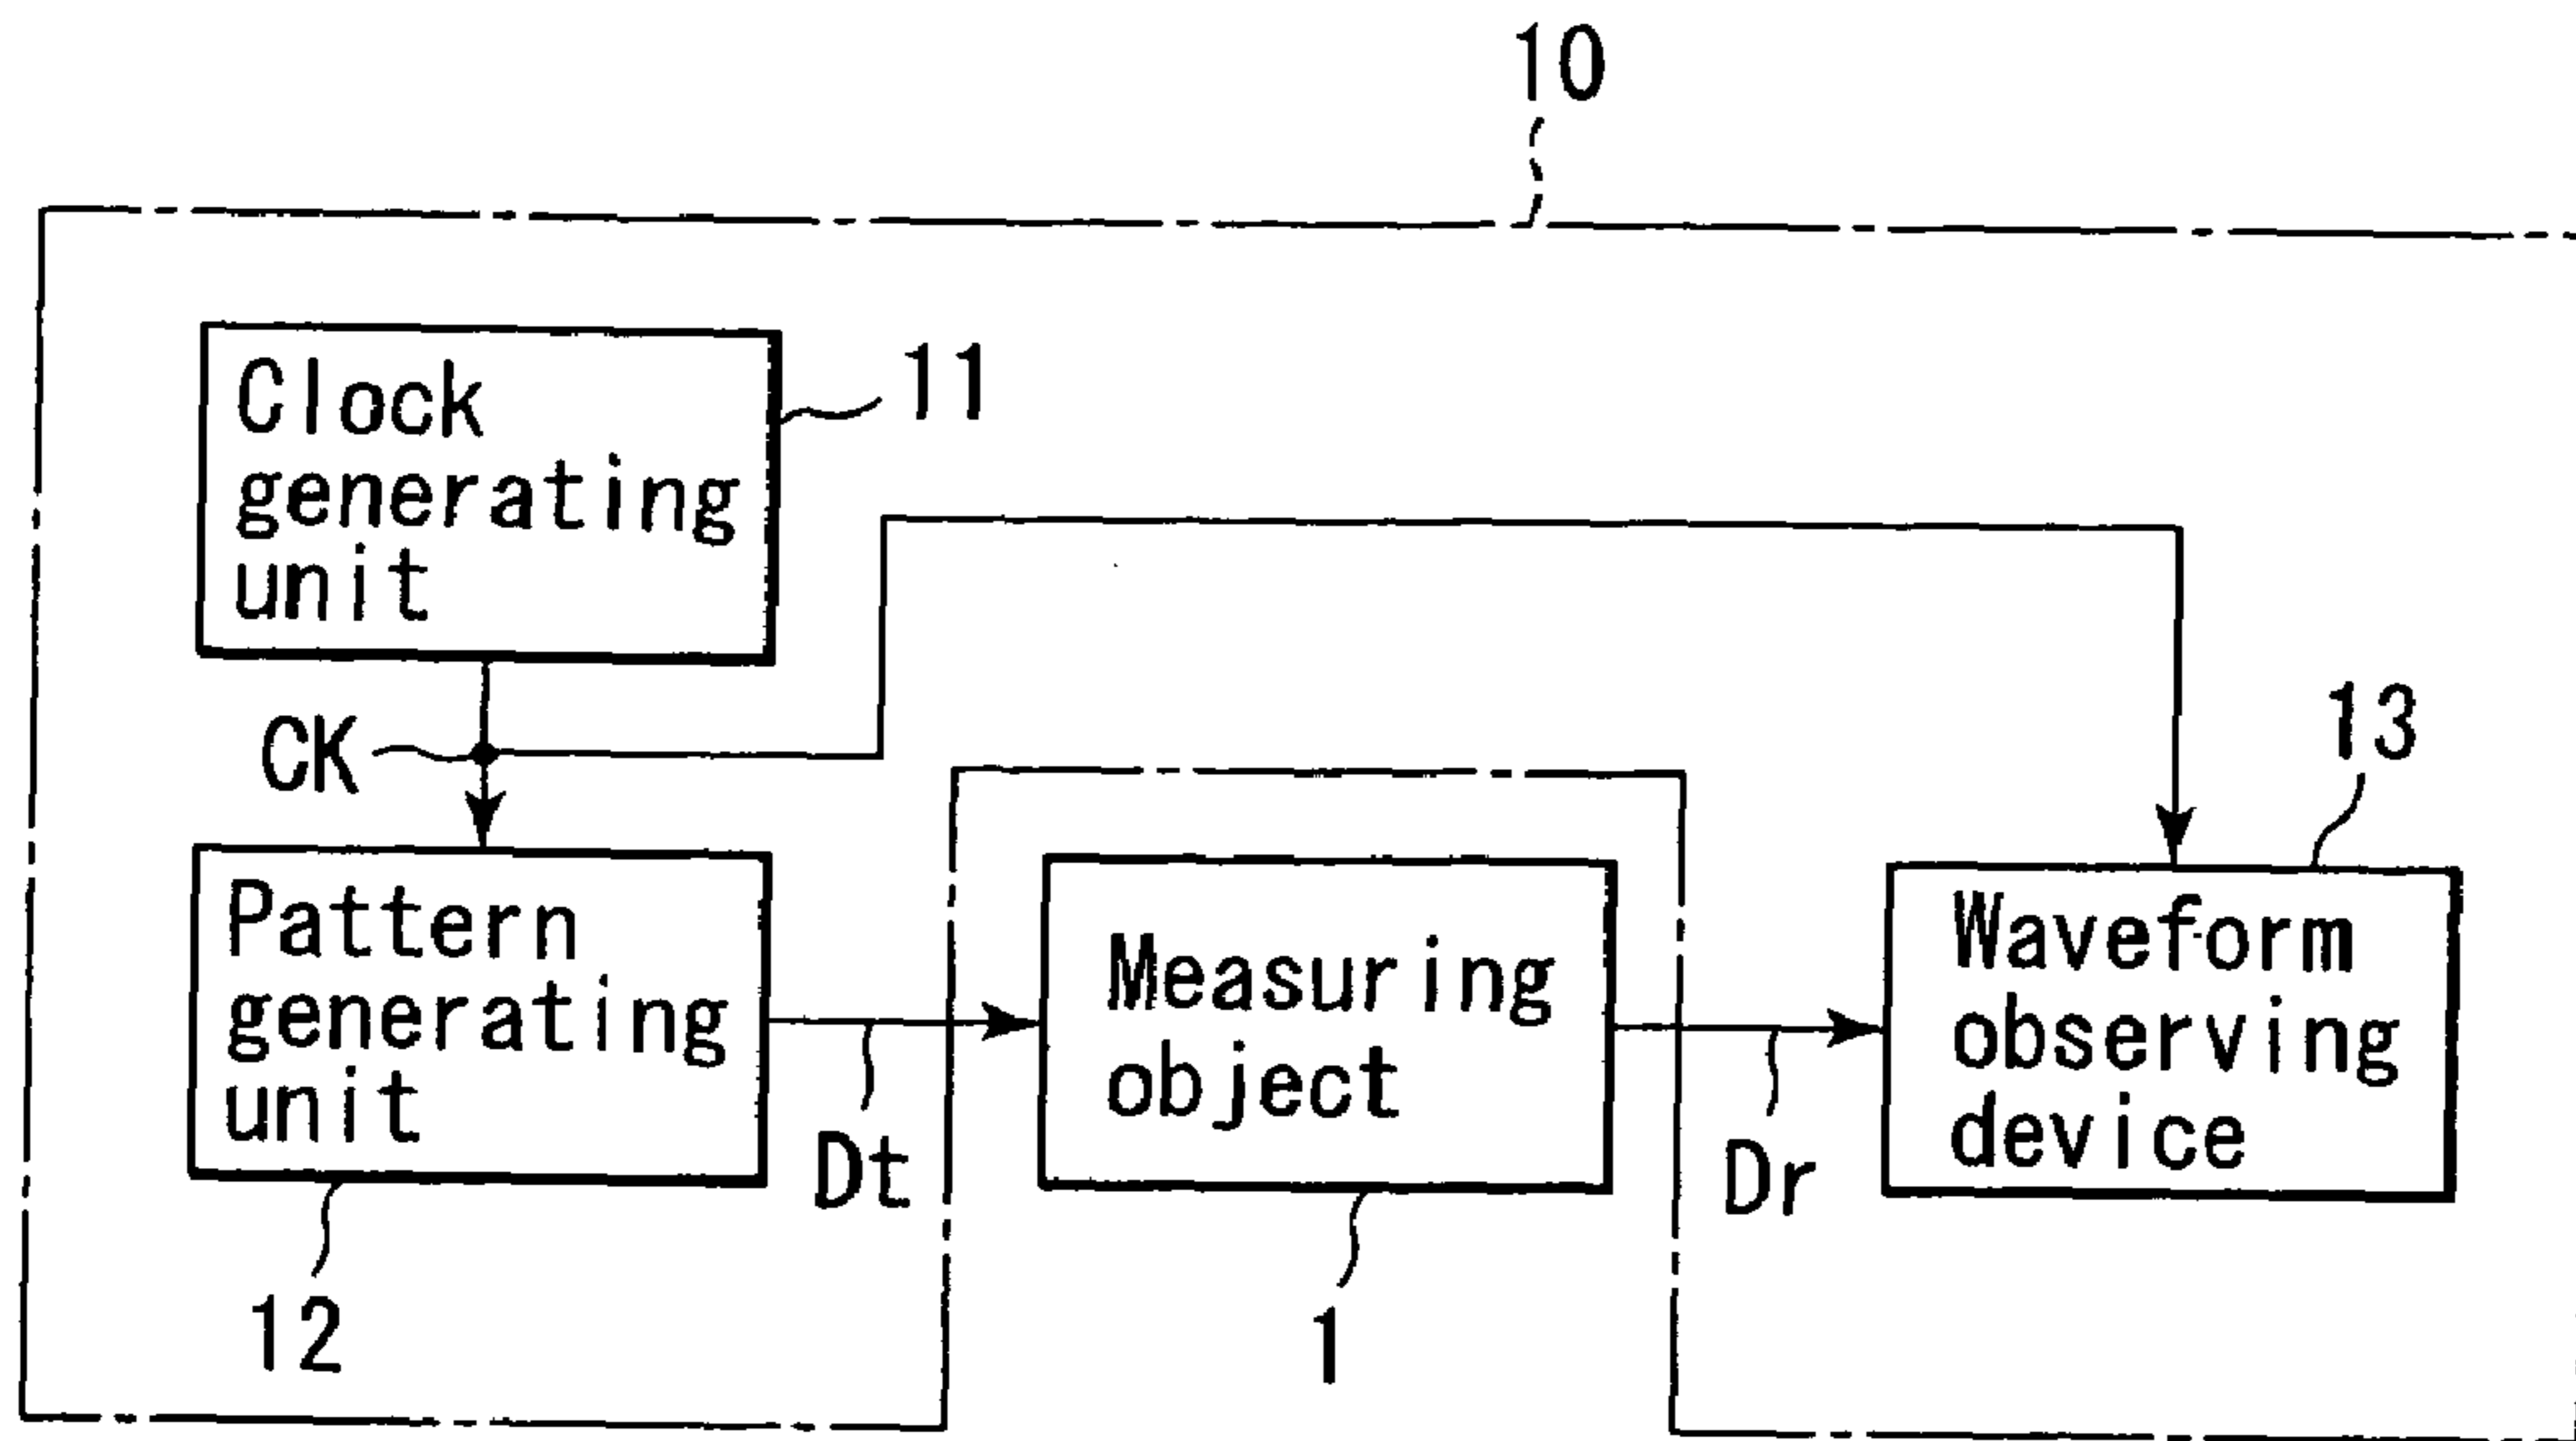 10
Clock
generating
unit
11
CK
13
Pattern
generating
unit
Measuring
object
Waveform
observing
device
Dt
Dr
12
1